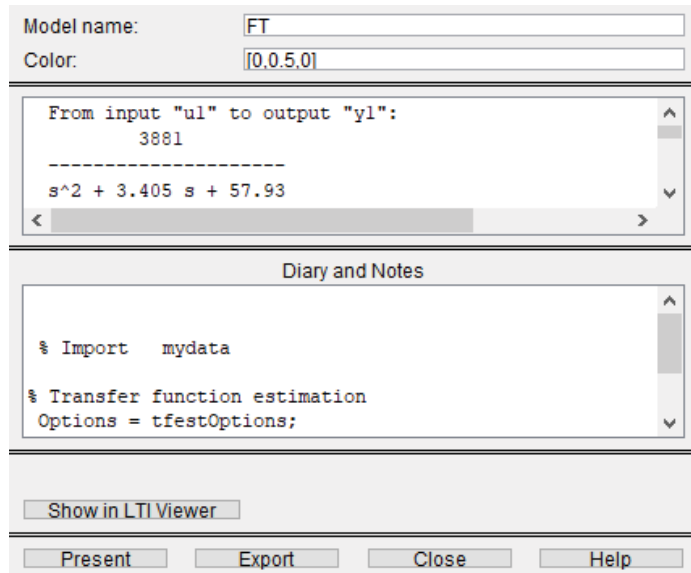 Model name: FT
Color: [0,0.5,0]
From input "u1" to output "y1":
3881
---------------------
s^2 + 3.405 s + 57.93
Diary and Notes
% Import mydata
% Transfer function estimation
Options = tfestOptions;
Show in LTI Viewer
Present Export Close Help